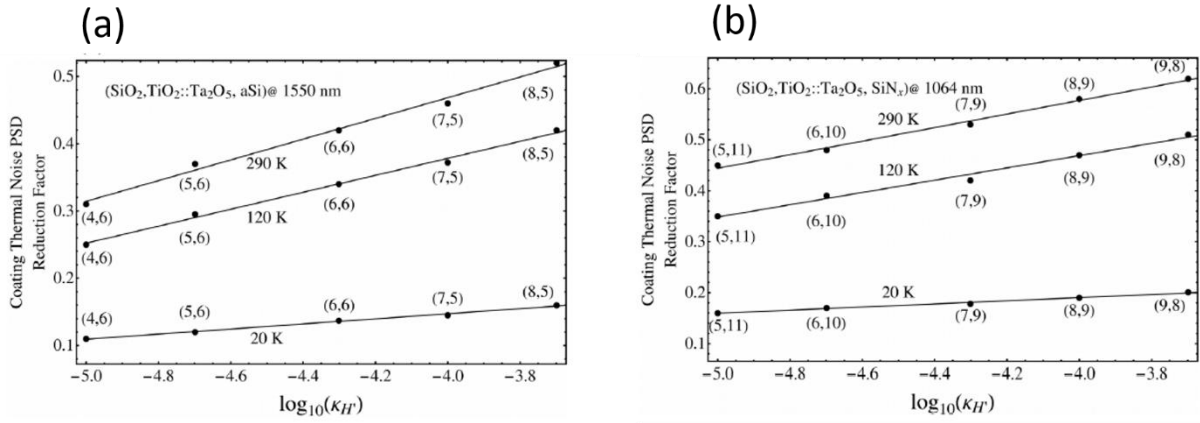 (a)
Coating Thermal Noise PSD
Reduction Factor
0.5
0.4
0.3
0.2
0.1
(SiO₂,TiO₂::Ta₂O₅, aSi)@ 1550 nm
(4,6)
(5,6)
(6,6)
(7,5)
(8,5)
290 K
(4,6)
(5,6)
(6,6)
(7,5)
(8,5)
120 K
(4,6)
(5,6)
(6,6)
(7,5)
(8,5)
20 K
−5.0 −4.8 −4.6 −4.4 −4.2 −4.0 −3.8
log₁₀(κ_H')
(b)
Coating Thermal Noise PSD
Reduction Factor
0.6
0.5
0.4
0.3
0.2
0.1
(SiO₂,TiO₂::Ta₂O₅, SiNₓ)@ 1064 nm
(5,11)
(6,10)
(7,9)
(8,9)
(9,8)
290 K
(5,11)
(6,10)
(7,9)
(8,9)
(9,8)
120 K
(5,11)
(6,10)
(7,9)
(8,9)
(9,8)
20 K
−5.0 −4.8 −4.6 −4.4 −4.2 −4.0 −3.8
log₁₀(κ_H')